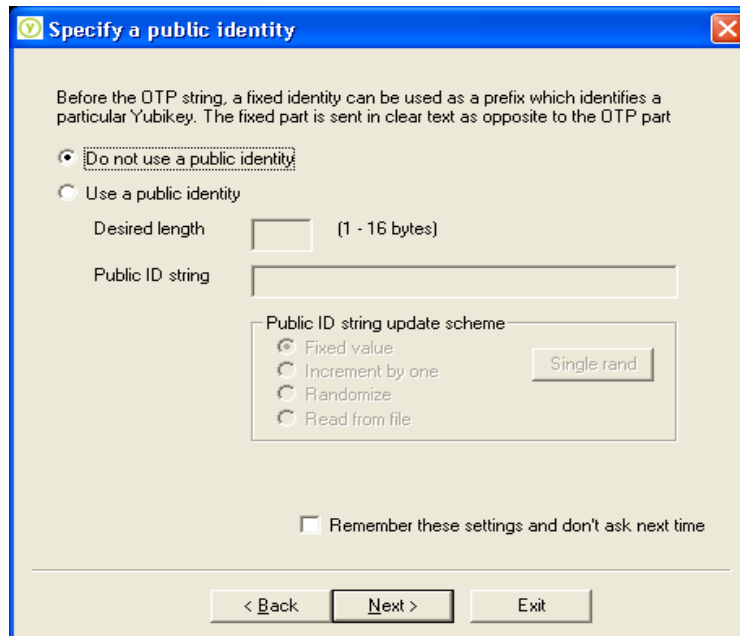 Specify a public identity
Before the OTP string, a fixed identity can be used as a prefix which identifies a
particular Yubikey. The fixed part is sent in clear text as opposite to the OTP part
Do not use a public identity
Use a public identity
Desired length (1 - 16 bytes)
Public ID string
Public ID string update scheme
Fixed value
Single rand
Increment by one
Randomize
Read from file
Remember these settings and don't ask next time
< Back Next > Exit